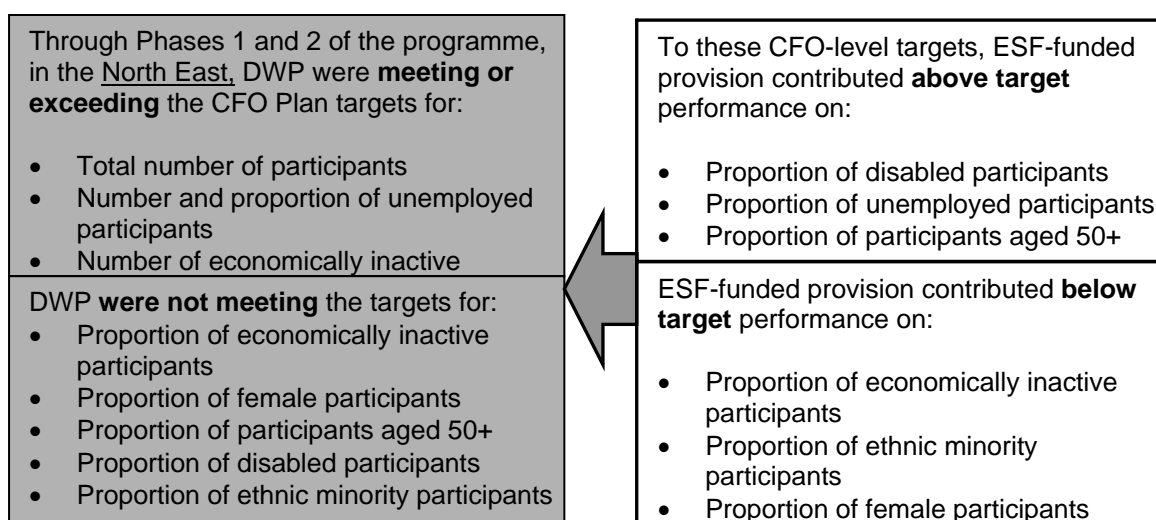 Through Phases 1 and 2 of the programme,
in the North East, DWP were meeting or
exceeding the CFO Plan targets for:
• Total number of participants
• Number and proportion of unemployed
participants
• Number of economically inactive
DWP were not meeting the targets for:
• Proportion of economically inactive
participants
• Proportion of female participants
• Proportion of participants aged 50+
• Proportion of disabled participants
• Proportion of ethnic minority participants
To these CFO-level targets, ESF-funded
provision contributed above target
performance on:
• Proportion of disabled participants
• Proportion of unemployed participants
• Proportion of participants aged 50+
ESF-funded provision contributed below
target performance on:
• Proportion of economically inactive
participants
• Proportion of ethnic minority
participants
• Proportion of female participants